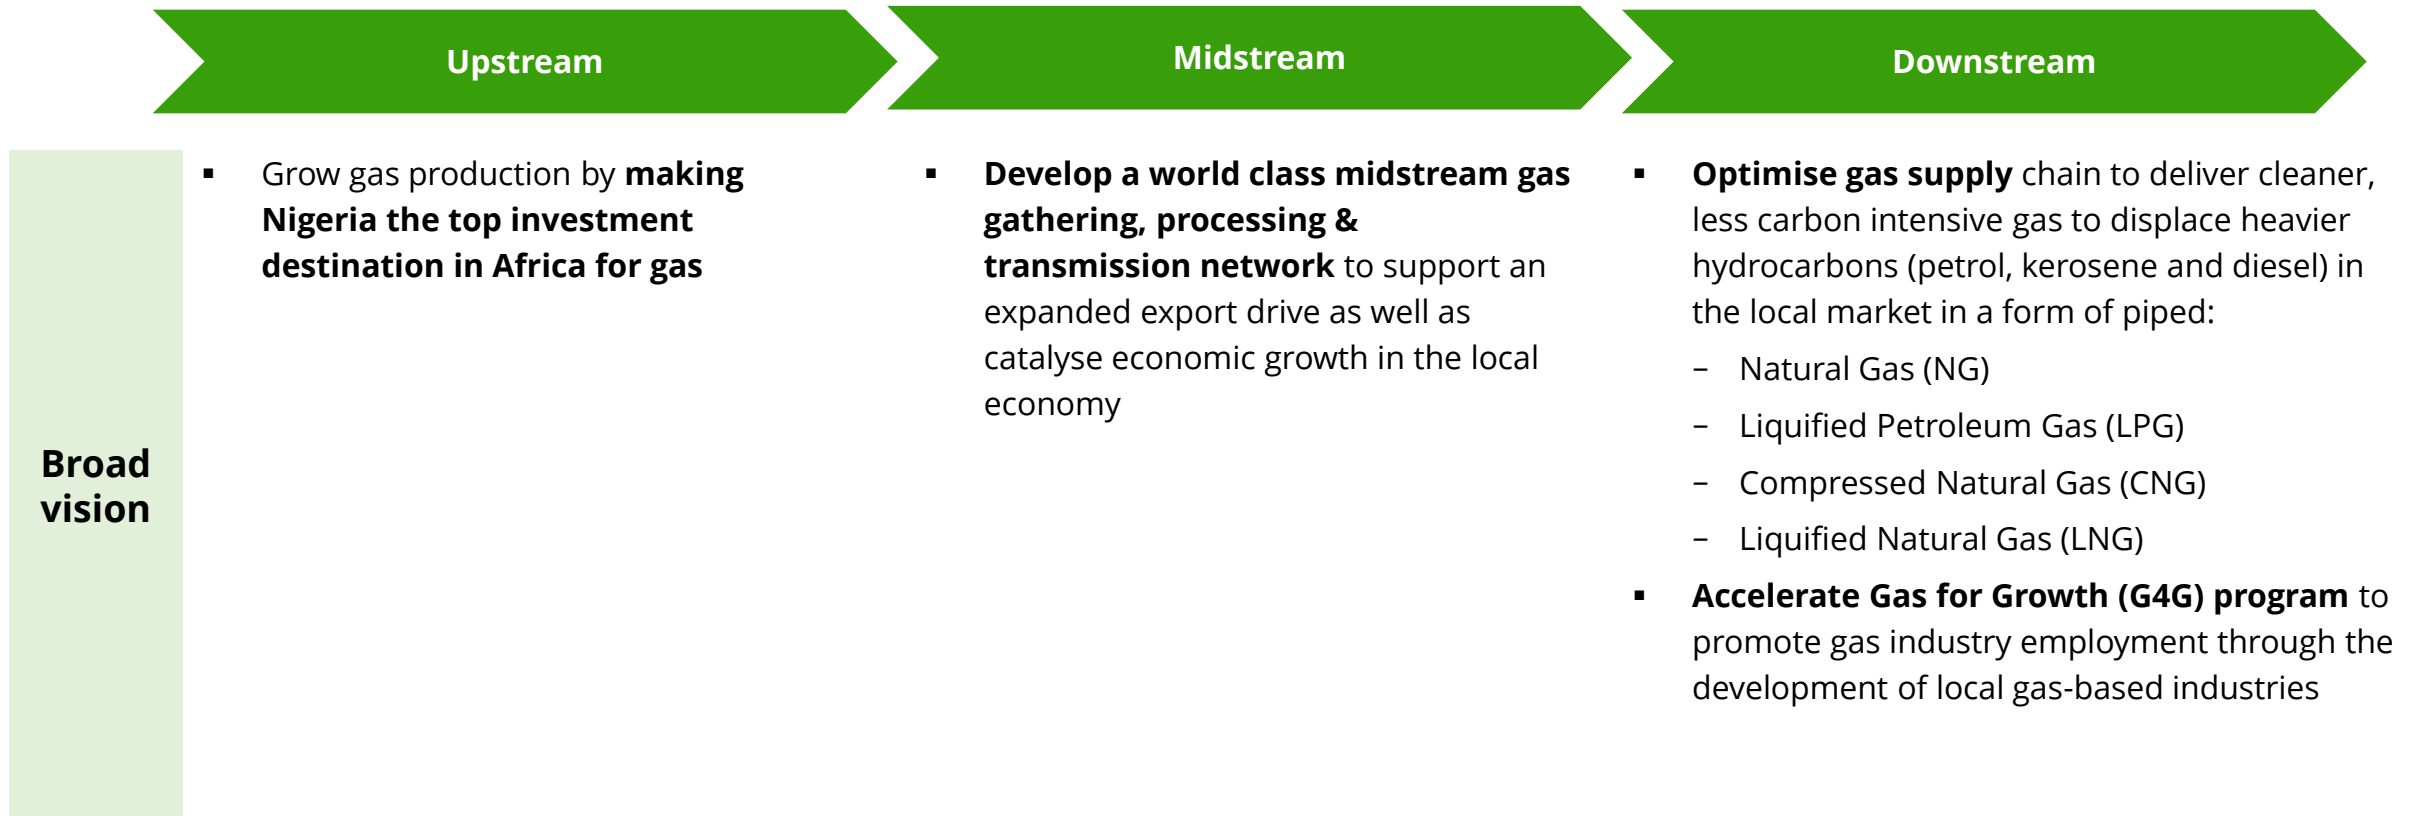 Upstream
Midstream
Downstream
Broad
vision
▪ Grow gas production by making
Nigeria the top investment
destination in Africa for gas
▪ Develop a world class midstream gas
gathering, processing &
transmission network to support an
expanded export drive as well as
catalyse economic growth in the local
economy
▪ Optimise gas supply chain to deliver cleaner,
less carbon intensive gas to displace heavier
hydrocarbons (petrol, kerosene and diesel) in
the local market in a form of piped:
− Natural Gas (NG)
− Liquified Petroleum Gas (LPG)
− Compressed Natural Gas (CNG)
− Liquified Natural Gas (LNG)
▪ Accelerate Gas for Growth (G4G) program to
promote gas industry employment through the
development of local gas-based industries